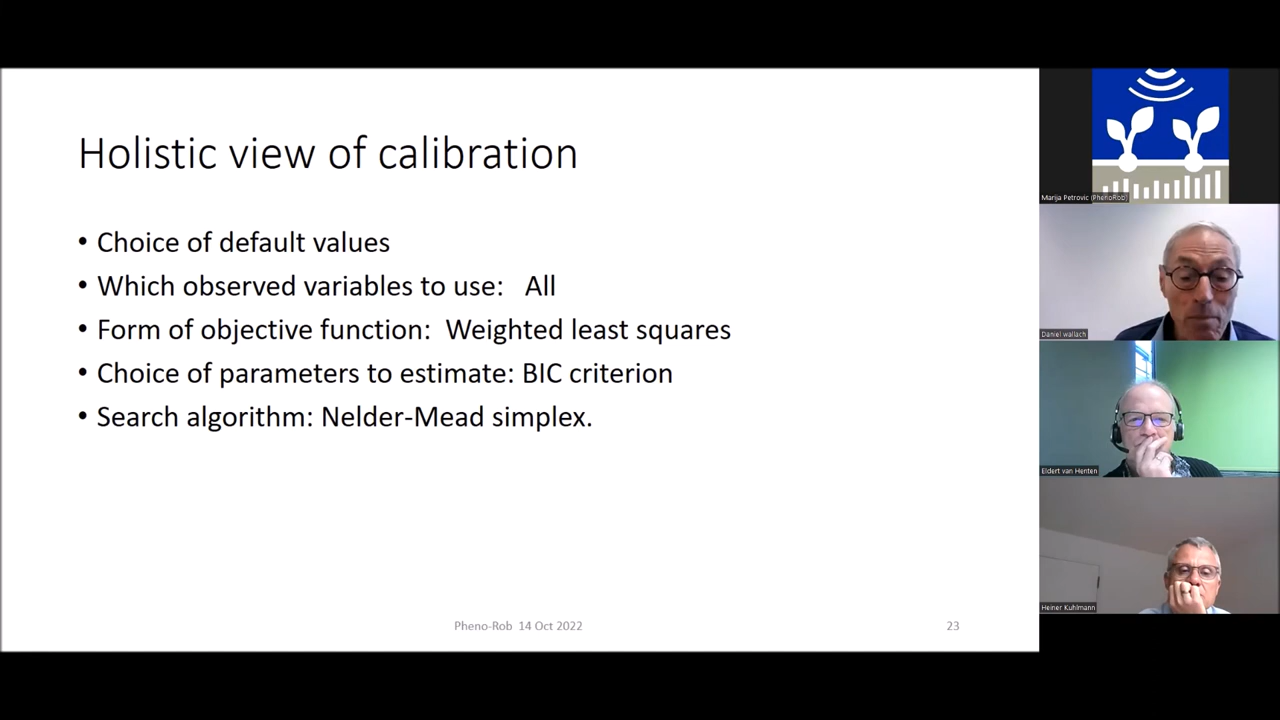 Holistic view of calibration
• Choice of default values
• Which observed variables to use: All
• Form of objective function: Weighted least squares
• Choice of parameters to estimate: BIC criterion
• Search algorithm: Nelder-Mead simplex.
Pheno-Rob 14 Oct 2022
23
Marija Petrovic (PhenoRob)
Daniel wallach
Eldert van Henten
Heiner Kuhlmann